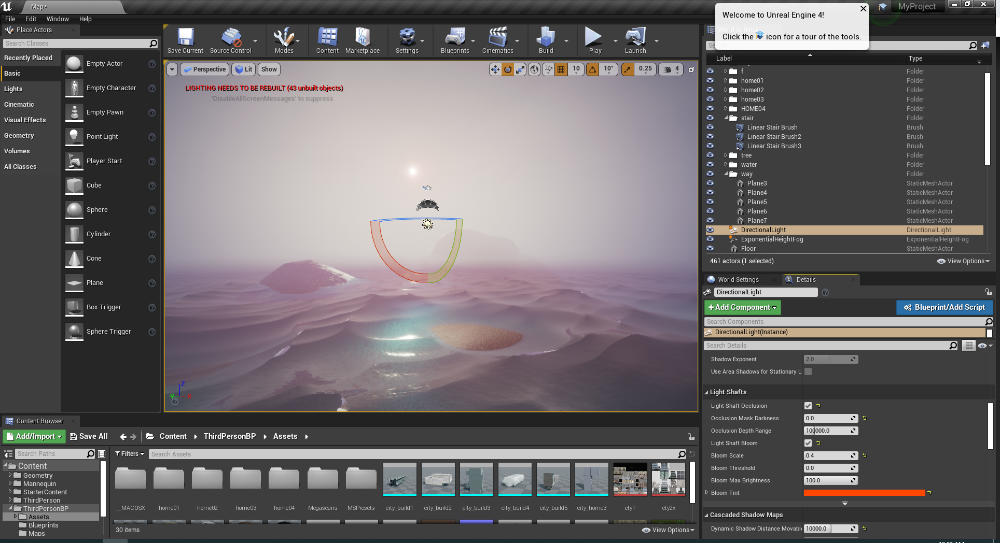 Map*
MyProject
File Edit Window Help
Welcome to Unreal Engine 4!
Click the icon for a tour of the tools.
Place Actors
Search Classes
Recently Placed
Basic
Lights
Cinematic
Visual Effects
Geometry
Volumes
All Classes
Empty Actor
Empty Character
Empty Pawn
Point Light
Player Start
Cube
Sphere
Cylinder
Cone
Plane
Box Trigger
Sphere Trigger
Save Current Source Control Modes Content Marketplace Settings Blueprints Cinematics Build Play Launch
Perspective Lit Show 10 10° 0.25 4
LIGHTING NEEDS TO BE REBUILT (43 unbuilt objects)
'DisableAllScreenMessages' to suppress
Z
Y X
World Outliner
Label Type
f Folder
home01 Folder
home02 Folder
home03 Folder
HOME04 Folder
stair Folder
Linear Stair Brush Brush
Linear Stair Brush2 Brush
Linear Stair Brush3 Brush
tree Folder
water Folder
way Folder
Plane3 StaticMeshActor
Plane4 StaticMeshActor
Plane5 StaticMeshActor
Plane6 StaticMeshActor
Plane7 StaticMeshActor
DirectionalLight DirectionalLight
ExponentialHeightFog ExponentialHeightFog
Floor StaticMeshActor
461 actors (1 selected) View Options
World Settings Details
DirectionalLight
+Add Component Blueprint/Add Script
Search Components
DirectionalLight(Instance)
Search Details
Shadow Exponent 2.0
Use Area Shadows for Stationary L
Light Shafts
Light Shaft Occlusion
Occlusion Mask Darkness 0.0
Occlusion Depth Range 100000.0
Light Shaft Bloom
Bloom Scale 0.4
Bloom Threshold 0.0
Bloom Max Brightness 100.0
Bloom Tint
Cascaded Shadow Maps
Dynamic Shadow Distance Movabl 10000.0
Content Browser
Add/Import Save All Content ThirdPersonBP Assets
Search Paths
Content
Geometry
Mannequin
StarterContent
ThirdPerson
ThirdPersonBP
Assets
Blueprints
Maps
Filters Search Assets
__MACOSX home01 home02 home03 home04 Megascans MSPresets city_build1 city_build2 city_build3 city_build4 city_build5 city_home3 cty1 cty2x
30 items View Options